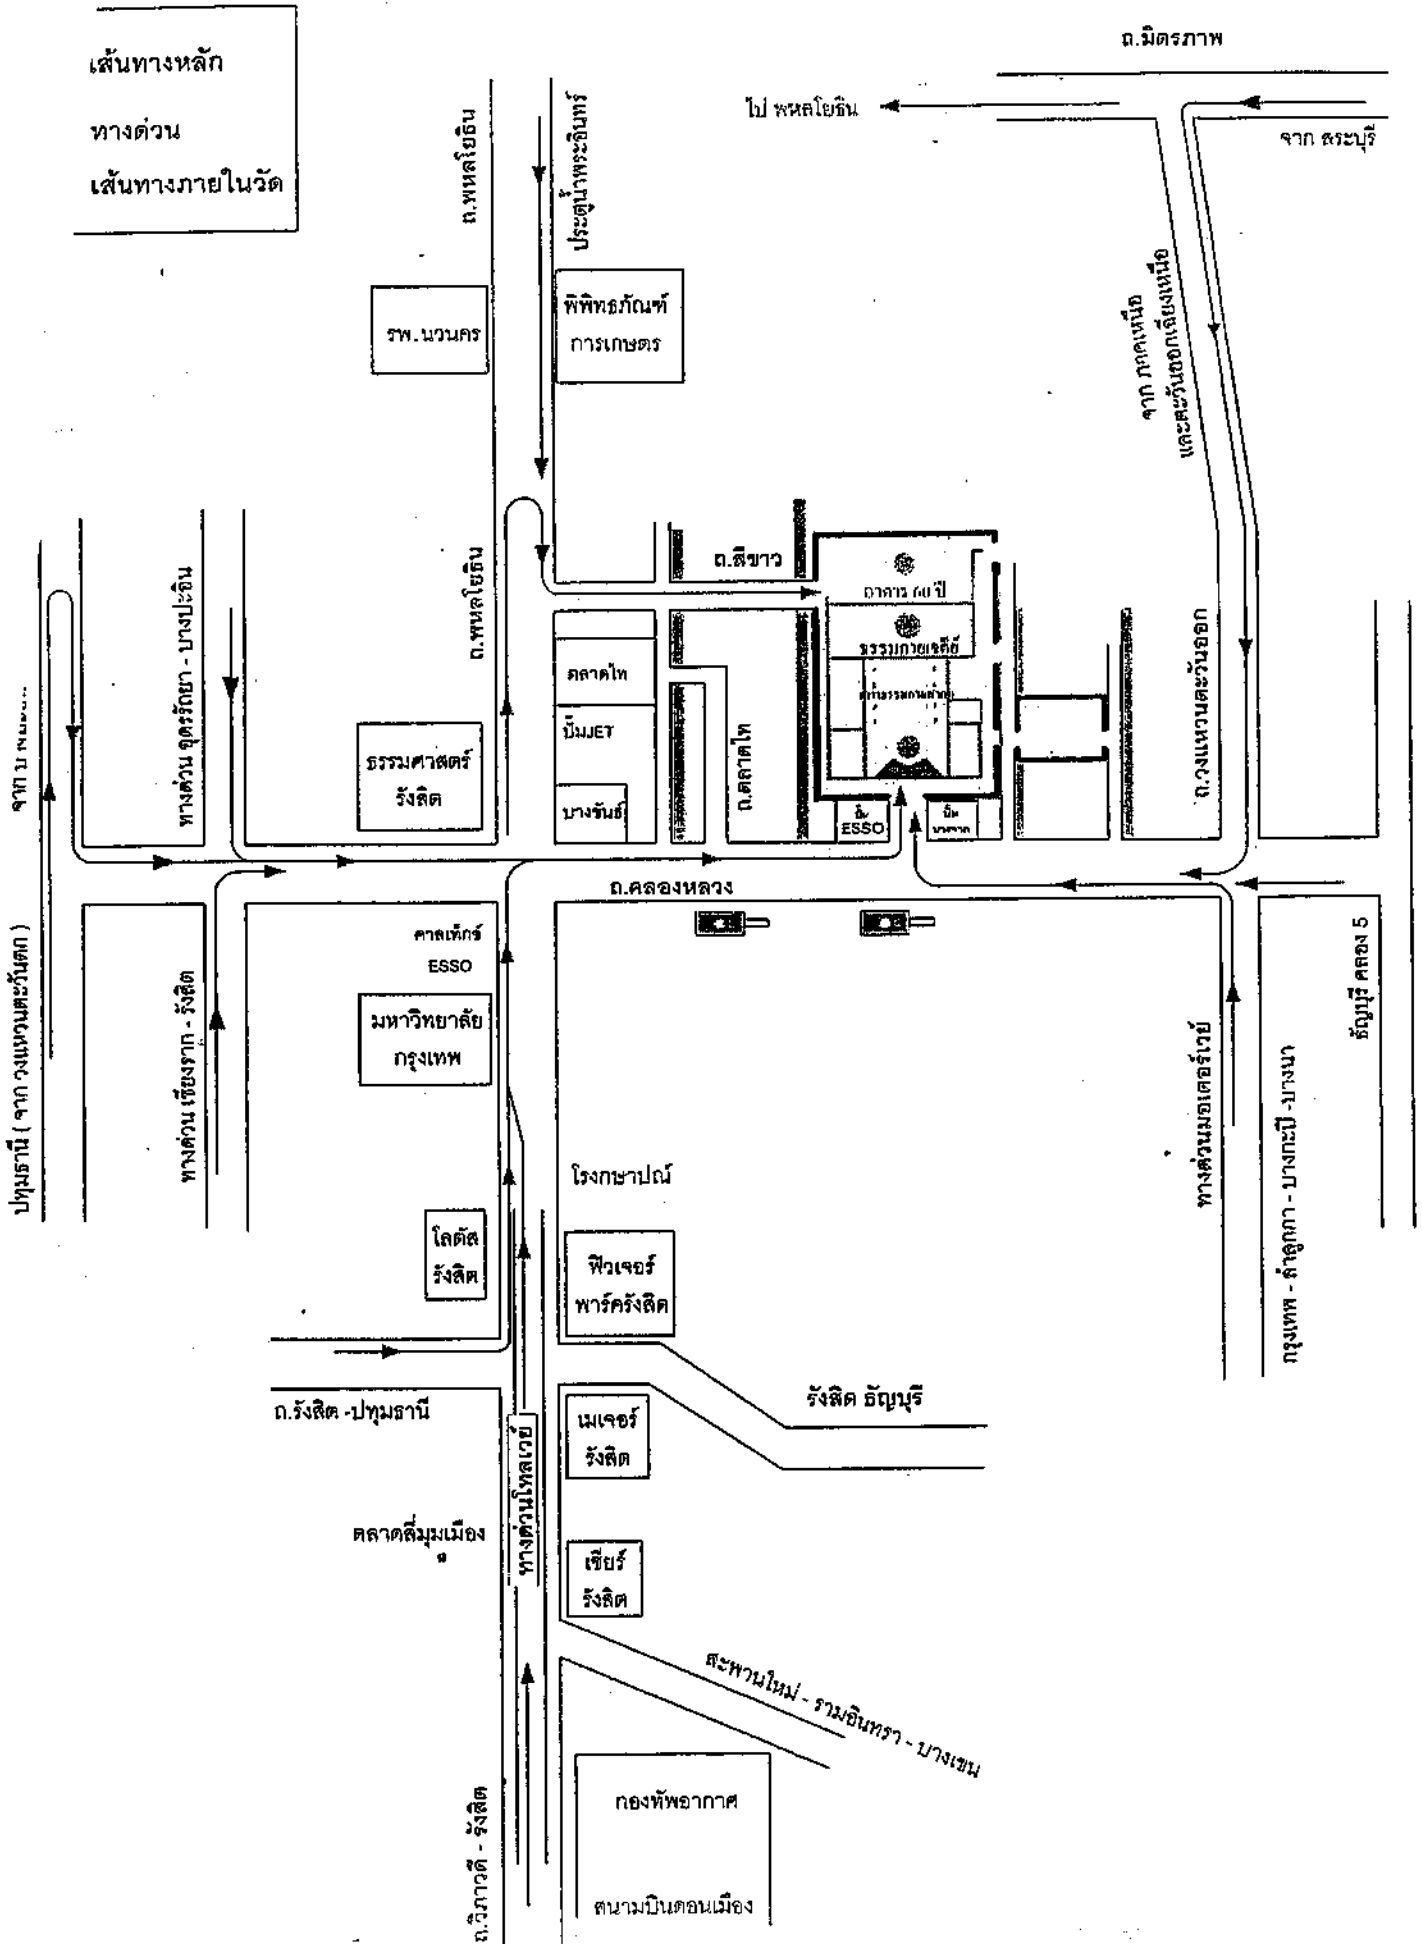 เส้นทางหลัก
ทางด่วน
เส้นทางภายในวัด
ถ.มิตรภาพ
ไป พหลโยธิน
จาก สระบุรี
ถ.พหลโยธิน
ประตูน้ำพระอินทร์
รพ.นวนคร
พิพิทธภัณฑ์
การเกษตร
จาก ภาคเหนือ
และตะวันออกเฉียงเหนือ
ถ.พหลโยธิน
ถ.สีขาว
อาคาร 60 ปี
ธรรมกายเจดีย์
ตลาดไท
ปั๊มJET
บางขันธ์
ถ.ตลาดไท
ปั๊ม
ESSO
ปั๊ม
บางจาก
ถ.วงแหวนตะวันออก
จาก
ทางด่วน อุดรรัถยา - บางปะอิน
ธรรมศาสตร์
รังสิต
ถ.คลองหลวง
คาลเท็กซ์
ESSO
มหาวิทยาลัย
กรุงเทพ
ปทุมธานี ( จาก วงแหวนตะวันตก )
ทางด่วน เชียงราก - รังสิต
ทางด่วนมอเตอร์เวย์
กรุงเทพ - ลำลูกกา - บางกะปิ -บางนา
ธัญบุรี คลอง 5
โรงกษาปณ์
โลตัส
รังสิต
ฟิวเจอร์
พาร์ครังสิต
ถ.รังสิต -ปทุมธานี
รังสิต ธัญบุรี
เมเจอร์
รังสิต
ทางด่วนโทลเวย์
ตลาดสี่มุมเมือง
เซียร์
รังสิต
สะพานใหม่ - รามอินทรา - บางเขน
ถ.วิภาวดี - รังสิต
กองทัพอากาศ
สนามบินดอนเมือง